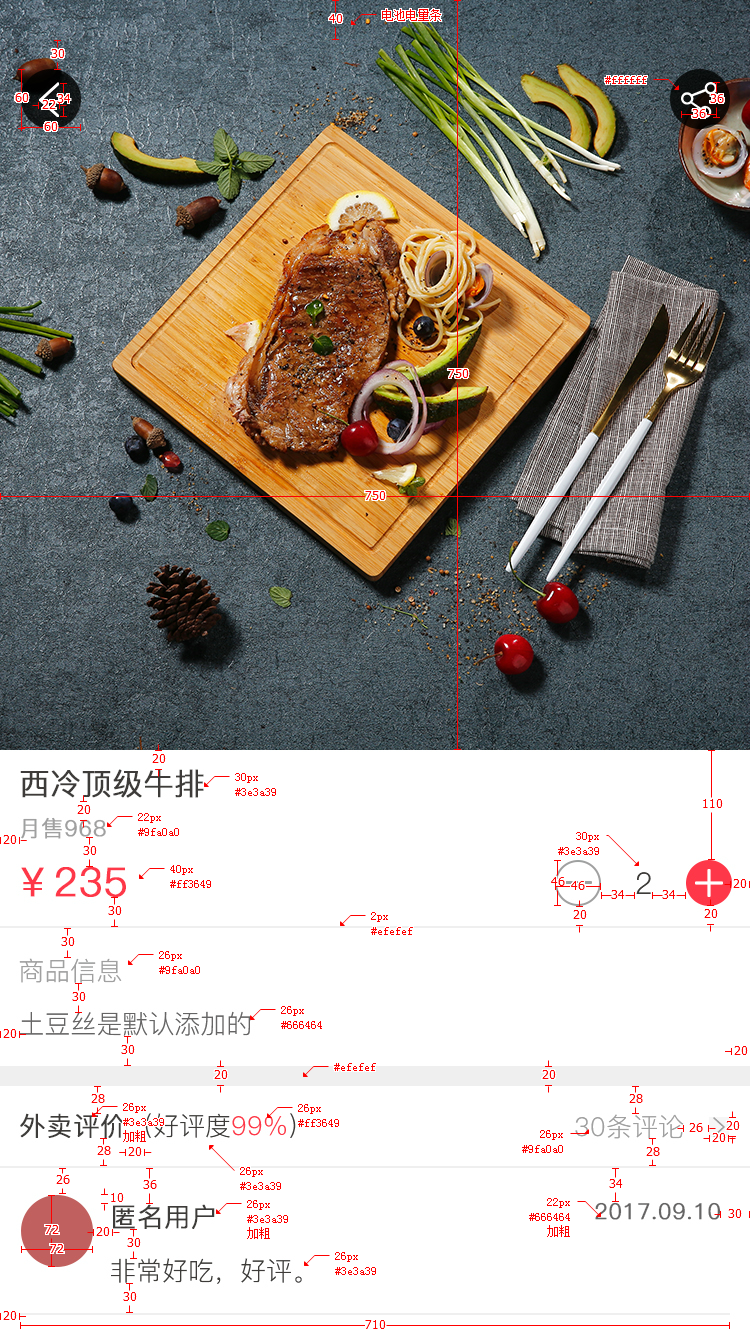 40 电池电量条
30
#ffffff
60 22 34
36
36
60
750
750
20
西冷顶级牛排 30px
#3e3a39
20
110
月售968 22px
#9fa0a0
20
30
30px
#3e3a39
¥235 40px
#ff3649
46 46 34 2 34 20
30
20 20
2px
#efefef
30
商品信息 26px
#9fa0a0
30
土豆丝是默认添加的 26px
#666464
20
30 20
20 #efefef 20
28 28
外卖评价 (好评度99%) 30条评论
26px
#3e3a39
加粗
26px
#ff3649
26px
#9fa0a0
26 20
20
28 20 28
26px
#3e3a39
26 36 34
10
匿名用户 2017.09.10
26px
#3e3a39
加粗
22px
#666464
加粗
20 30
72
72
30
非常好吃，好评。 26px
#3e3a39
30
20
710